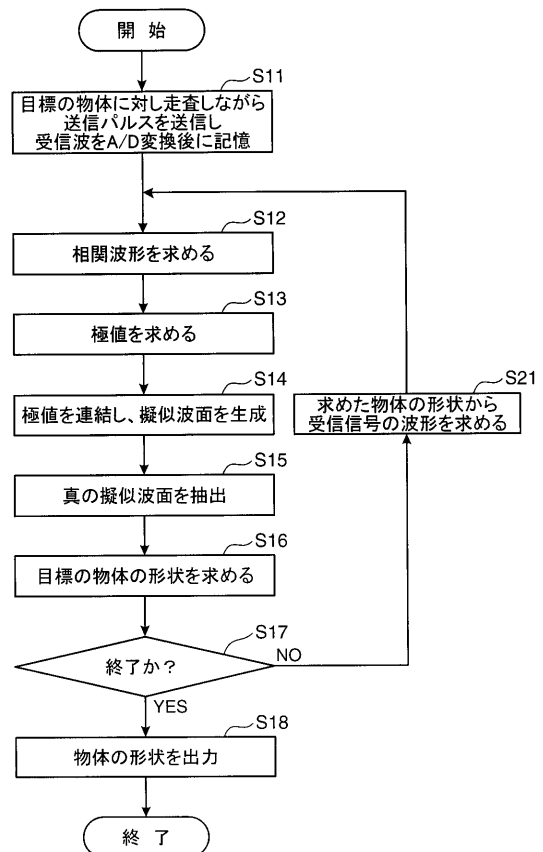 開 始
S11
目標の物体に対し走査しながら
送信パルスを送信し
受信波をA/D変換後に記憶
S12
相関波形を求める
S13
極値を求める
S14
極値を連結し、擬似波面を生成
S21
求めた物体の形状から
受信信号の波形を求める
S15
真の擬似波面を抽出
S16
目標の物体の形状を求める
S17
終了か？
NO
YES
S18
物体の形状を出力
終 了